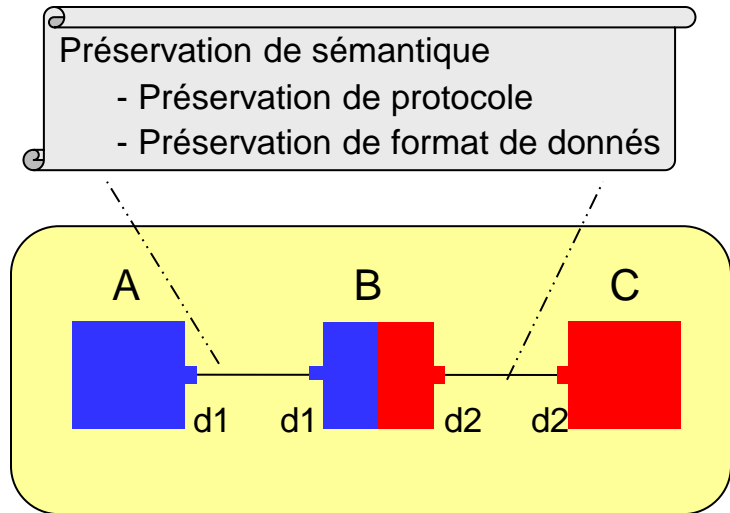 Préservation de sémantique
- Préservation de protocole
- Préservation de format de donnés
A B C
d1 d1 d2 d2